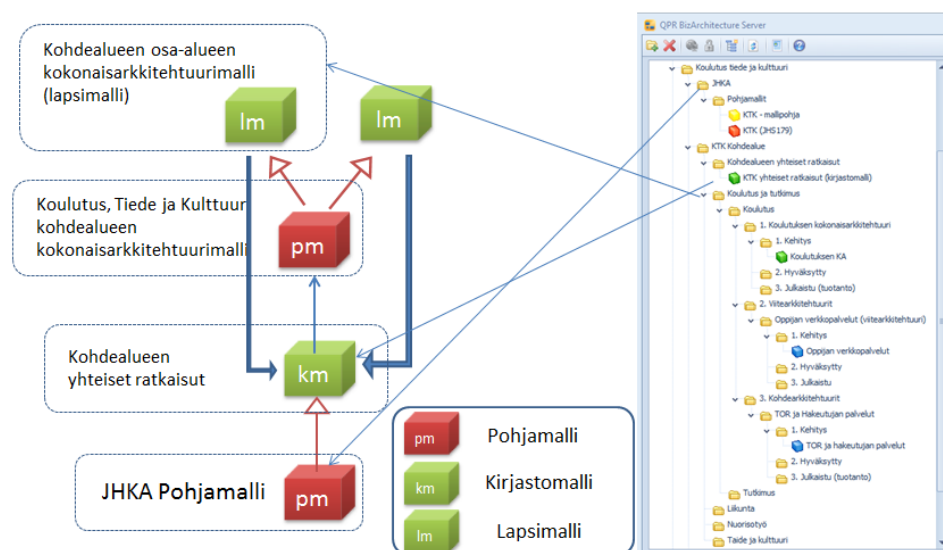 Kohdealueen osa-alueen
kokonaisarkkitehtuurimalli
(lapsimalli)
lm
lm
Koulutus, Tiede ja Kulttuur
kohdealueen
kokonaisarkkitehtuurimalli
pm
Kohdealueen
yhteiset ratkaisut
km
JHKA Pohjamalli
pm
pm
Pohjamalli
km
Kirjastomalli
lm
Lapsimalli
QPR BizArchitecture Server
Koulutus tiede ja kulttuuri
JHKA
Pohjamallit
KTK - mallipohja
KTK (JHS179)
KTK Kohdealue
Kohdealueen yhteiset ratkaisut
KTK yhteiset ratkaisut (kirjastomalli)
Koulutus ja tutkimus
Koulutus
1. Koulutuksen kokonaisarkkitehtuuri
1. Kehitys
Koulutuksen KA
2. Hyväksytty
3. Julkaistu (tuotanto)
2. Viitearkkitehtuurit
Oppijan verkkopalvelut (viitearkkitehtuuri)
1. Kehitys
Oppijan verkkopalvelut
2. Hyväksytty
3. Julkaistu
3. Kohdearkkitehtuurit
TOR ja Hakeutujan palvelut
1. Kehitys
TOR ja hakeutujan palvelut
2. Hyväksytty
3. Julkaistu (tuotanto)
Tutkimus
Liikunta
Nuorisotyö
Taide ja kulttuuri